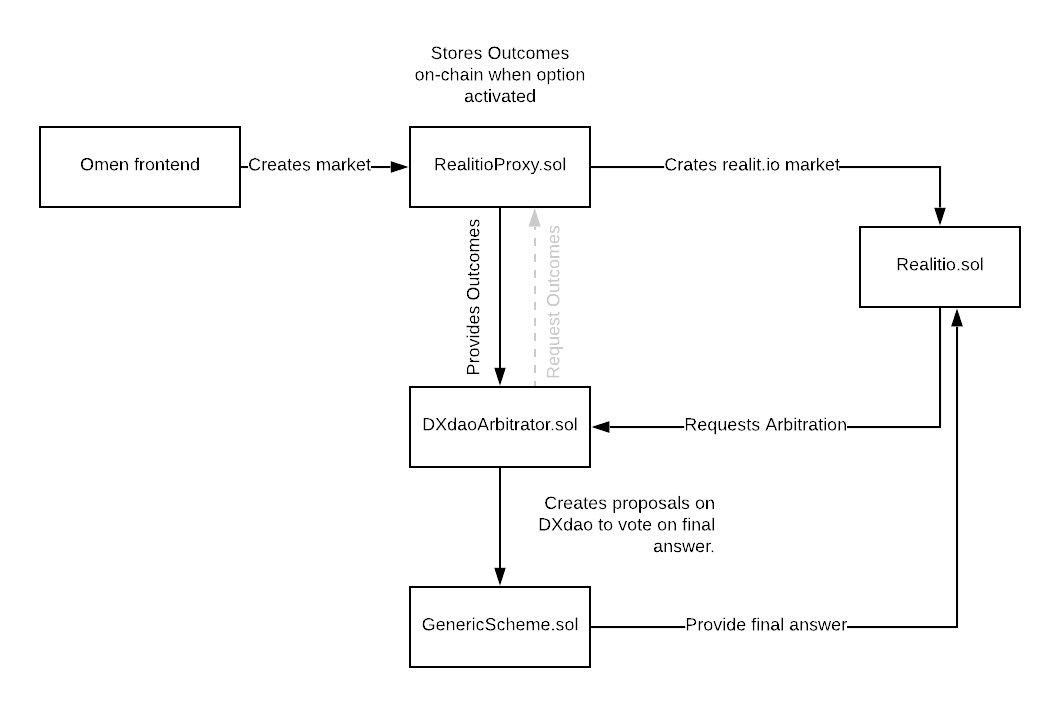 Stores Outcomes
on-chain when option
activated
Omen frontend
Creates market
RealitioProxy.sol
Crates realit.io market
Realitio.sol
Provides Outcomes
Request Outcomes
DXdaoArbitrator.sol
Requests Arbitration
Creates proposals on
DXdao to vote on final
answer.
GenericScheme.sol
Provide final answer